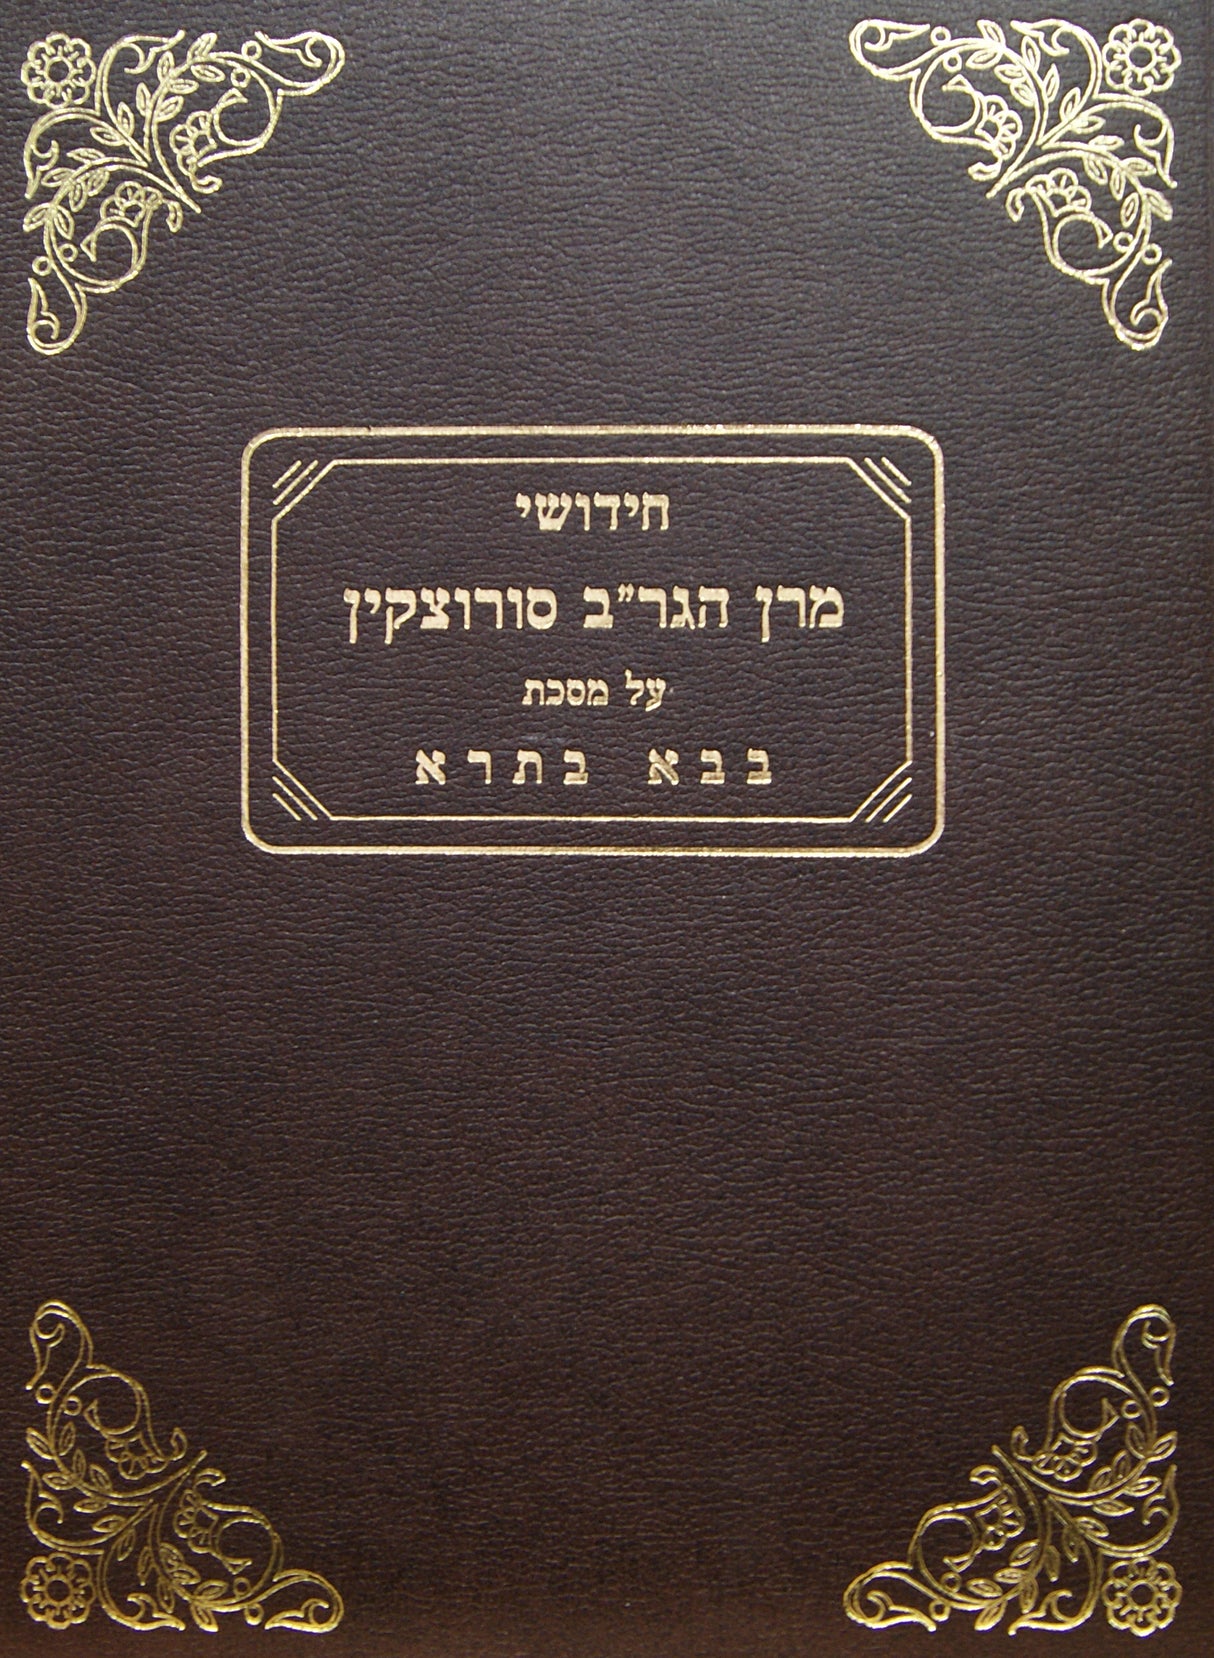 חידושי
מרן הגר״ב סורוצקין
על מסכת
בבא בתרא